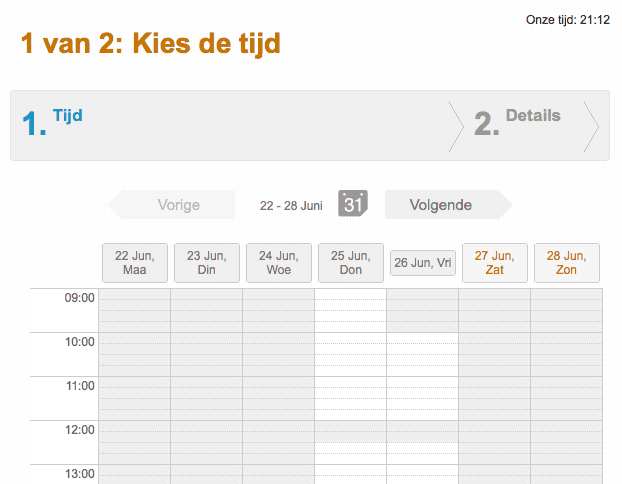 Onze tijd: 21:12
1 van 2: Kies de tijd
1. Tijd
2. Details
Vorige
22 - 28 Juni
31
Volgende
22 Jun,
Maa
23 Jun,
Din
24 Jun,
Woe
25 Jun,
Don
26 Jun, Vri
27 Jun,
Zat
28 Jun,
Zon
09:00
10:00
11:00
12:00
13:00